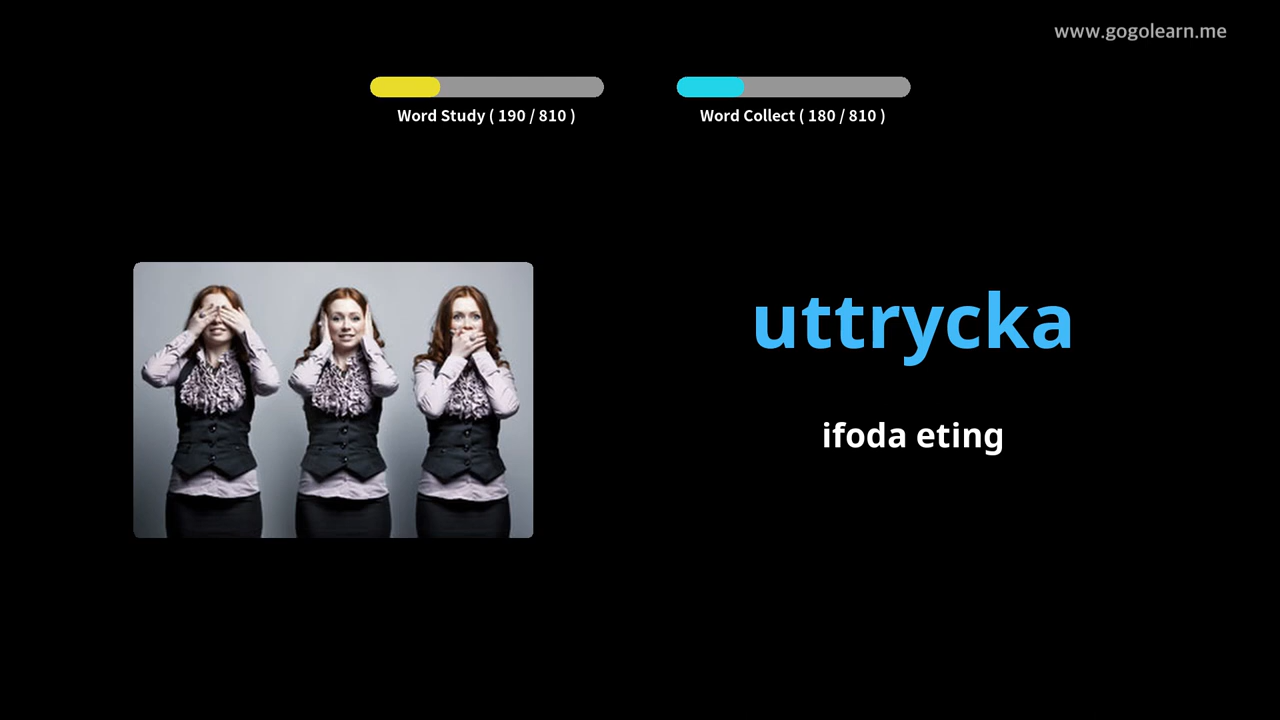 www.gogolearn.me
Word Study ( 190 / 810 )
Word Collect ( 180 / 810 )
uttrycka
ifoda eting